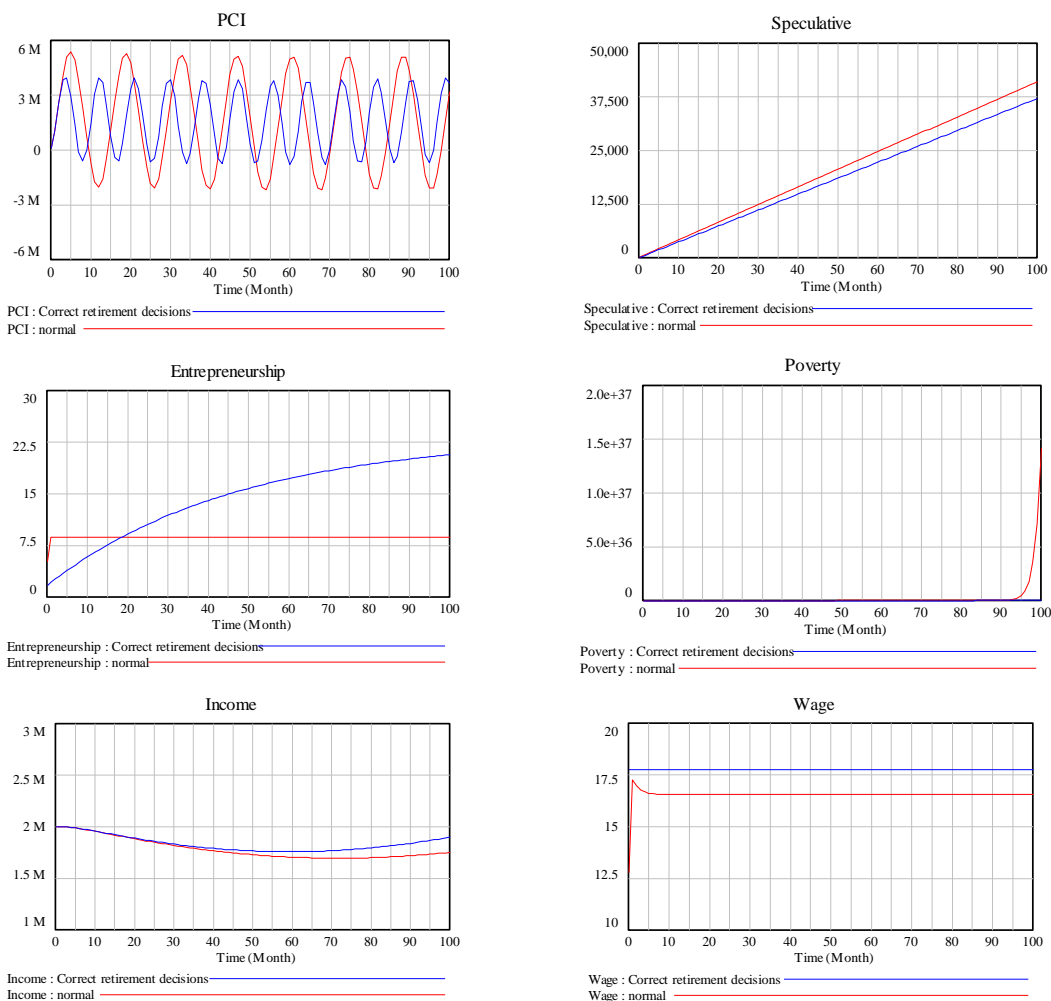 PCI
6 M
3 M
0
-3 M
-6 M
0 10 20 30 40 50 60 70 80 90 100
Time (Month)
PCI : Correct retirement decisions
PCI : normal
Speculative
50,000
37,500
25,000
12,500
0
0 10 20 30 40 50 60 70 80 90 100
Time (Month)
Speculative : Correct retirement decisions
Speculative : normal
Entrepreneurship
30
22.5
15
7.5
0
0 10 20 30 40 50 60 70 80 90 100
Time (Month)
Entrepreneurship : Correct retirement decisions
Entrepreneurship : normal
Poverty
2.0e+37
1.5e+37
1.0e+37
5.0e+36
0
0 10 20 30 40 50 60 70 80 90 100
Time (Month)
Poverty : Correct retirement decisions
Poverty : normal
Income
3 M
2.5 M
2 M
1.5 M
1 M
0 10 20 30 40 50 60 70 80 90 100
Time (Month)
Income : Correct retirement decisions
Income : normal
Wage
20
17.5
15
12.5
10
0 10 20 30 40 50 60 70 80 90 100
Time (Month)
Wage : Correct retirement decisions
Wage : normal